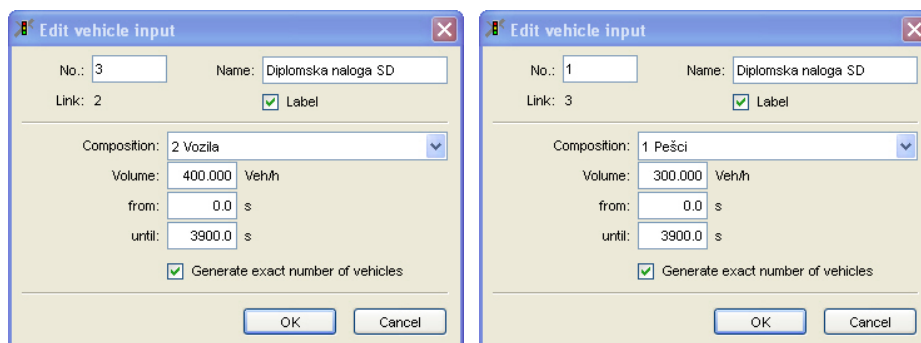 Edit vehicle input
No.: 3 Name: Diplomska naloga SD
Link: 2 Label
Composition: 2 Vozila
Volume: 400.000 Veh/h
from: 0.0 s
until: 3900.0 s
Generate exact number of vehicles
OK Cancel
Edit vehicle input
No.: 1 Name: Diplomska naloga SD
Link: 3 Label
Composition: 1 Pešci
Volume: 300.000 Veh/h
from: 0.0 s
until: 3900.0 s
Generate exact number of vehicles
OK Cancel